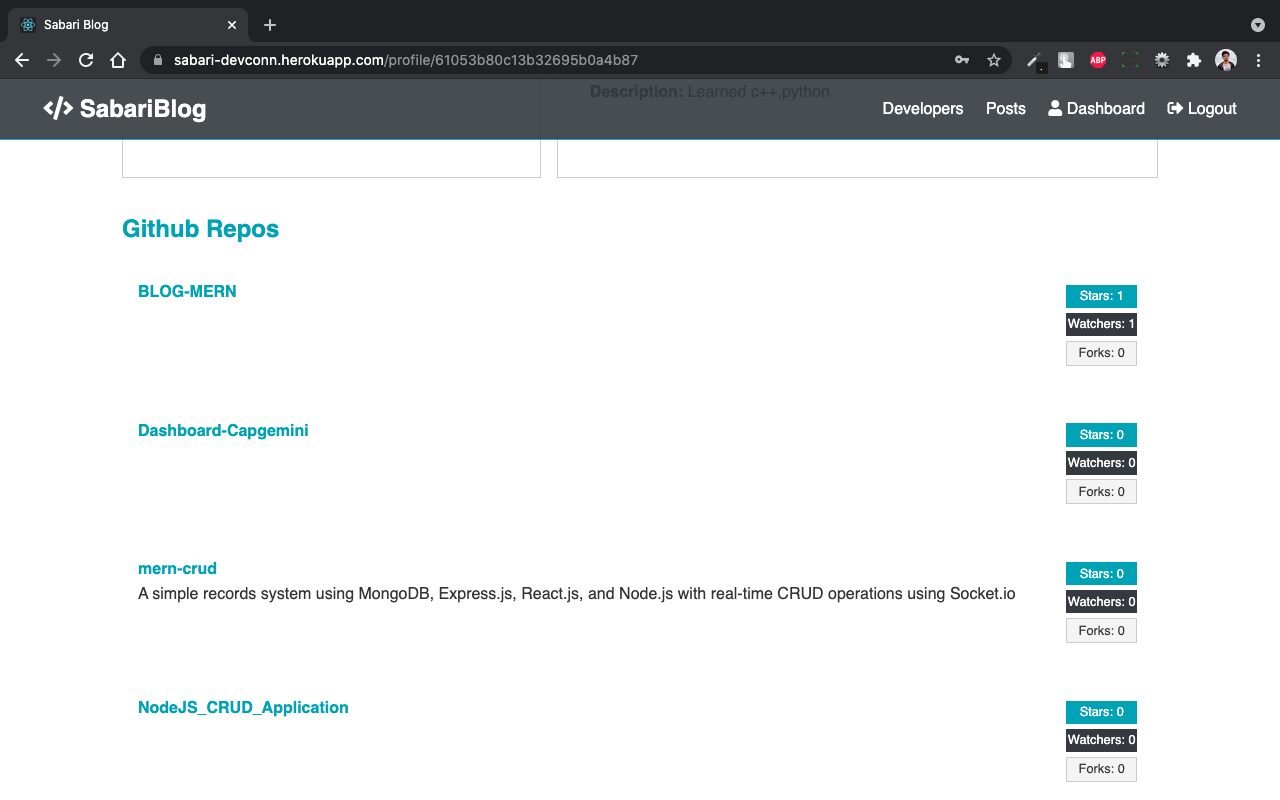 Sabari Blog
sabari-devconn.herokuapp.com/profile/61053b80c13b32695b0a4b87
ABP
Description: Learned c++,python.
</> SabariBlog
Developers
Posts
Dashboard
Logout
Github Repos
BLOG-MERN
Stars: 1
Watchers: 1
Forks: 0
Dashboard-Capgemini
Stars: 0
Watchers: 0
Forks: 0
mern-crud
A simple records system using MongoDB, Express.js, React.js, and Node.js with real-time CRUD operations using Socket.io
Stars: 0
Watchers: 0
Forks: 0
NodeJS_CRUD_Application
Stars: 0
Watchers: 0
Forks: 0